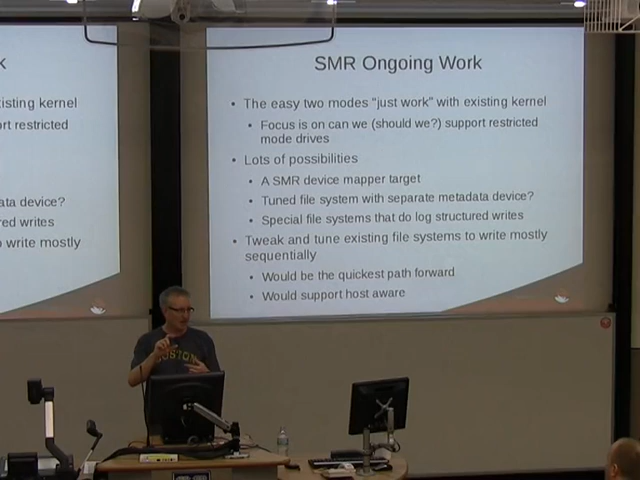 isting kernel
rt restricted
ata device?
red writes
o write mostly
SMR Ongoing Work
• The easy two modes "just work" with existing kernel
• Focus is on can we (should we?) support restricted
mode drives
• Lots of possibilities
• A SMR device mapper target
• Tuned file system with separate metadata device?
• Special file systems that do log structured writes
• Tweak and tune existing file systems to write mostly
sequentially
• Would be the quickest path forward
• Would support host aware
BOSTON